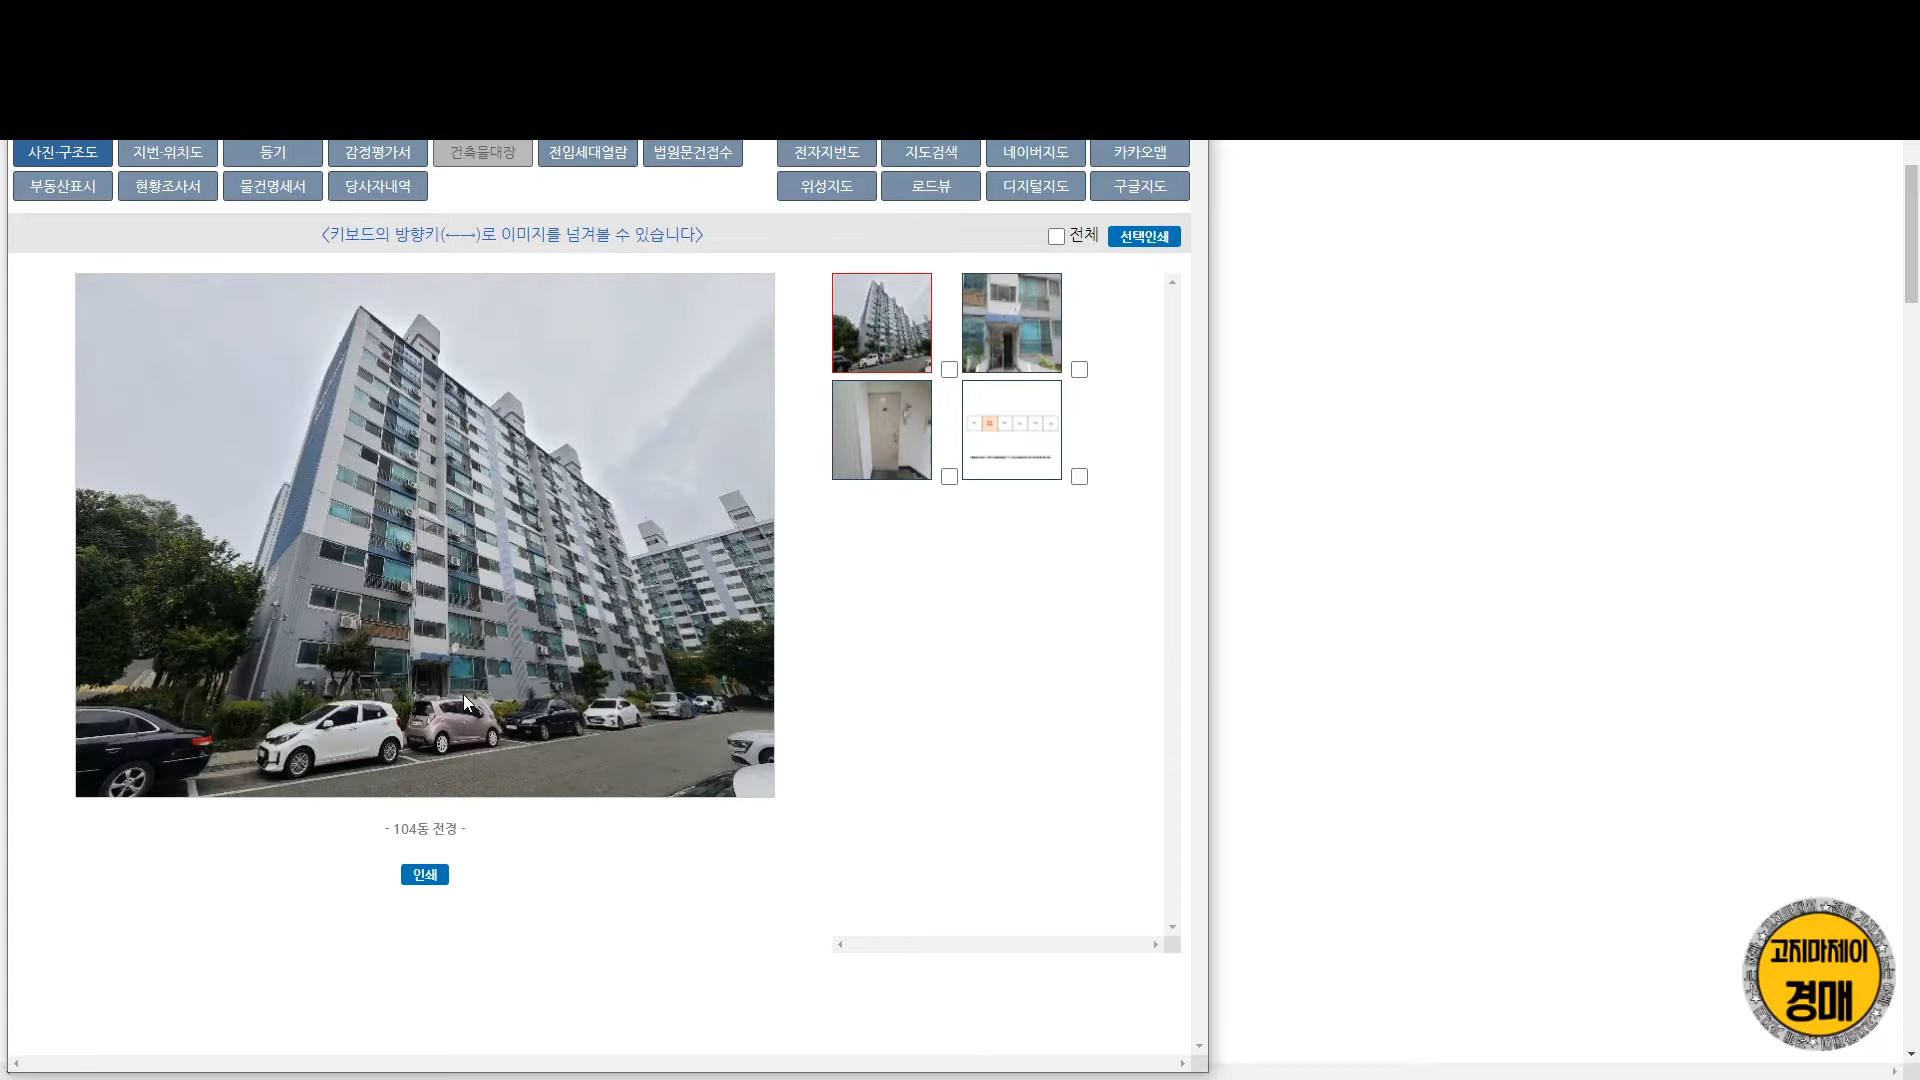 사진·구조도 지번·위치도 등기 감정평가서 건축물대장 전입세대열람 법원문건접수 전자지번도 지도검색 네이버지도 카카오맵
부동산표시 현황조사서 물건명세서 당사자내역 위성지도 로드뷰 디지털지도 구글지도
<키보드의 방향키(←→)로 이미지를 넘겨볼 수 있습니다>
전체 선택인쇄
- 104동 전경 -
인쇄
고지마제이
경매